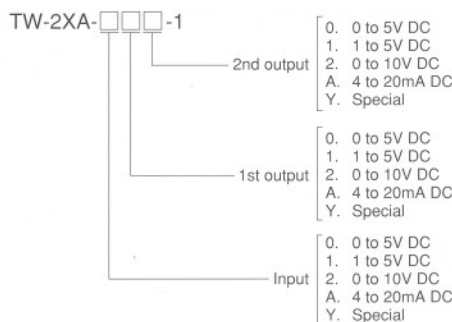 TW-2XA-□□□-1
2nd output
0. 0 to 5V DC
1. 1 to 5V DC
2. 0 to 10V DC
A. 4 to 20mA DC
Y. Special
1st output
0. 0 to 5V DC
1. 1 to 5V DC
2. 0 to 10V DC
A. 4 to 20mA DC
Y. Special
Input
0. 0 to 5V DC
1. 1 to 5V DC
2. 0 to 10V DC
A. 4 to 20mA DC
Y. Special